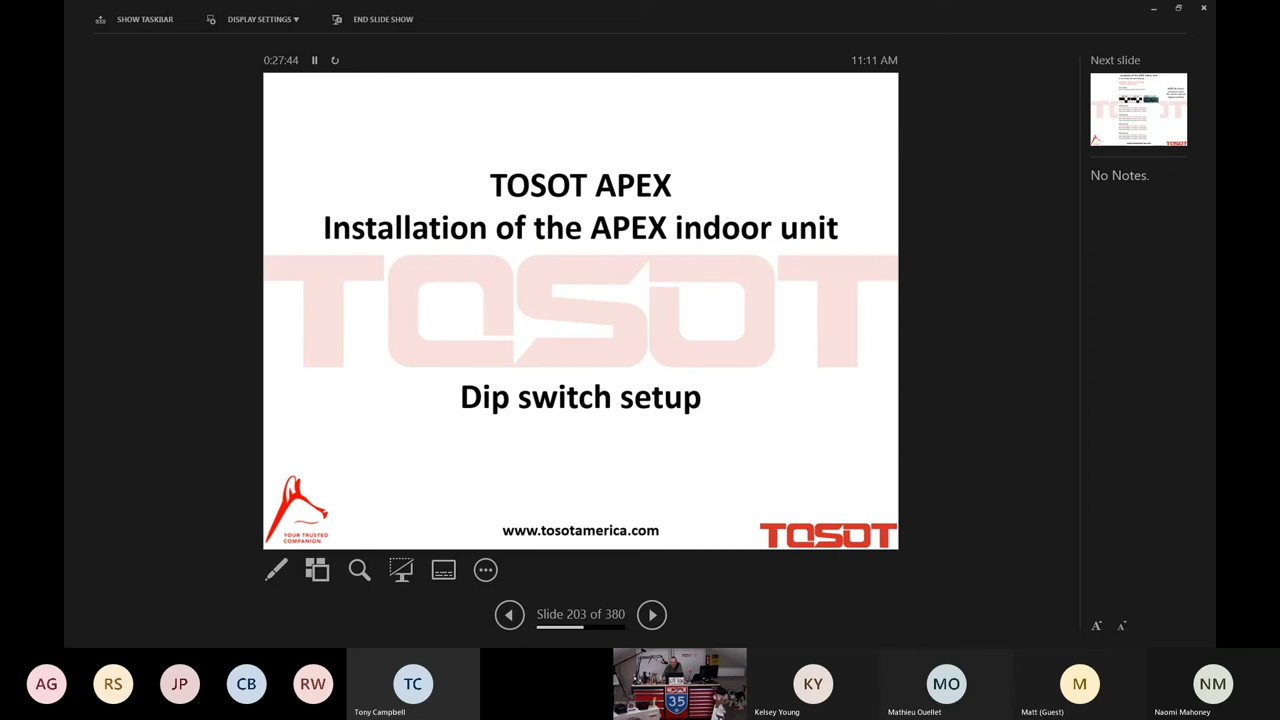 SHOW TASKBAR
DISPLAY SETTINGS ▼
END SLIDE SHOW
0:27:44
11:11 AM
Next slide
TOSOT APEX
Installation of the APEX indoor unit
TOSOT
Dip switch setup
YOUR TRUSTED
COMPANION
www.tosotamerica.com
TOSOT
TOSOT
No Notes.
Slide 203 of 380
A A
AG
RS
JP
CB
RW
TC
Tony Campbell
35
KY
Kelsey Young
MO
Mathieu Ouellet
M
Matt (Guest)
NM
Naomi Mahoney